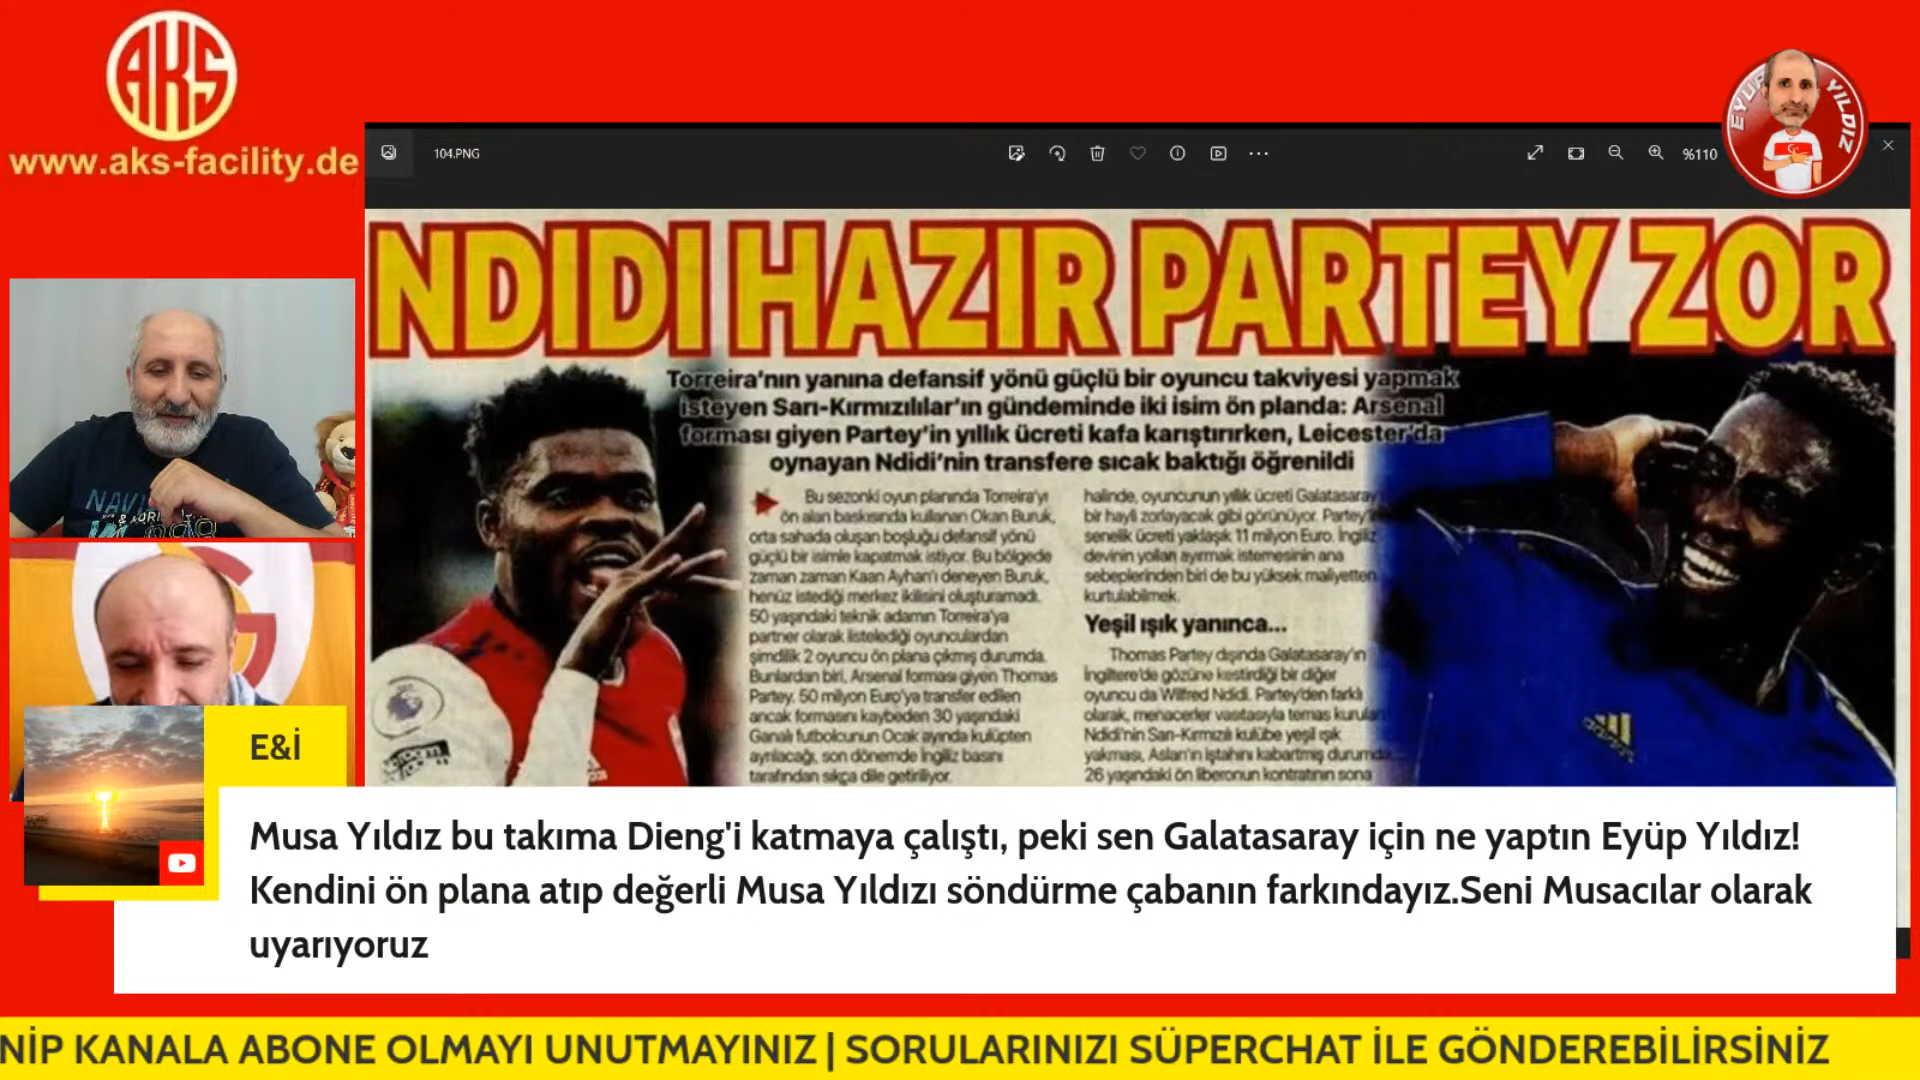 AKS
www.aks-facility.de
104.PNG
%110
EYÜP YILDIZ
NDIDI HAZIR PARTEY ZOR
Torreira'nın yanına defansif yönü güçlü bir oyuncu takviyesi yapmak
isteyen Sarı-Kırmızılılar'ın gündeminde iki isim ön planda: Arsenal
forması giyen Partey'in yıllık ücreti kafa karıştırırken, Leicester'da
oynayan Ndidi'nin transfere sıcak baktığı öğrenildi
Bu sezonki oyun planında Torreira'yı
ön alan baskısında kullanan Okan Buruk,
orta sahada oluşan boşluğu defansif yönü
güçlü bir isimle kapatmak istiyor. Bu bölgede
zaman zaman Kaan Ayhan'ı deneyen Buruk,
henüz istediği merkez ikilisini oluşturamadı.
50 yaşındaki teknik adamın Torreira'ya
partner olarak listelediği oyunculardan
şimdilik 2 oyuncu ön plana çıkmış durumda.
Bunlardan biri, Arsenal forması giyen Thomas
Partey. 50 milyon Euro'ya transfer edilen
ancak formasını kaybeden 30 yaşındaki
Ganalı futbolcunun Ocak ayında kulüpten
ayrılacağı, son dönemde İngiliz basını
tarafından sıkça dile getiriliyor.
halinde, oyuncunun yıllık ücreti Galatasaray'ı
bir hayli zorlayacak gibi görünüyor. Partey'in
senelik ücreti yaklaşık 11 milyon Euro. İngiliz
devinin yolları ayırmak istemesinin ana
sebeplerinden biri de bu yüksek maliyetten
kurtulabilmek.
Yeşil ışık yanınca...
Thomas Partey dışında Galatasaray'ın
İngiltere'de gözüne kestirdiği bir diğer
oyuncu da Wilfred Ndidi. Partey'den farklı
olarak, menacerler vasıtasıyla temas kurulan
Ndidi'nin Sarı-Kırmızılı kulübe yeşil ışık
yakması, Aslan'ın iştahını kabartmış durumda.
26 yaşındaki ön liberonun kontratının sona
adidas
E&İ
Musa Yıldız bu takıma Dieng'i katmaya çalıştı, peki sen Galatasaray için ne yaptın Eyüp Yıldız!
Kendini ön plana atıp değerli Musa Yıldızı söndürme çabanın farkındayız.Seni Musacılar olarak
uyarıyoruz
NİP KANALA ABONE OLMAYI UNUTMAYINIZ | SORULARINIZI SÜPERCHAT İLE GÖNDEREBİLİRSİNİZ